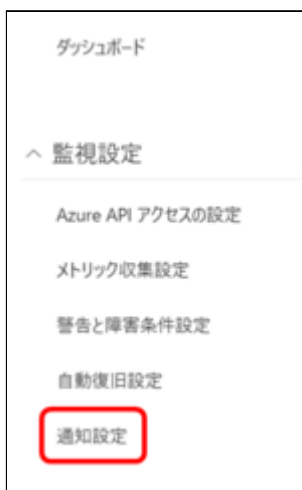 ダッシュボード
監視設定
Azure API アクセスの設定
メトリック収集設定
警告と障害条件設定
自動復旧設定
通知設定